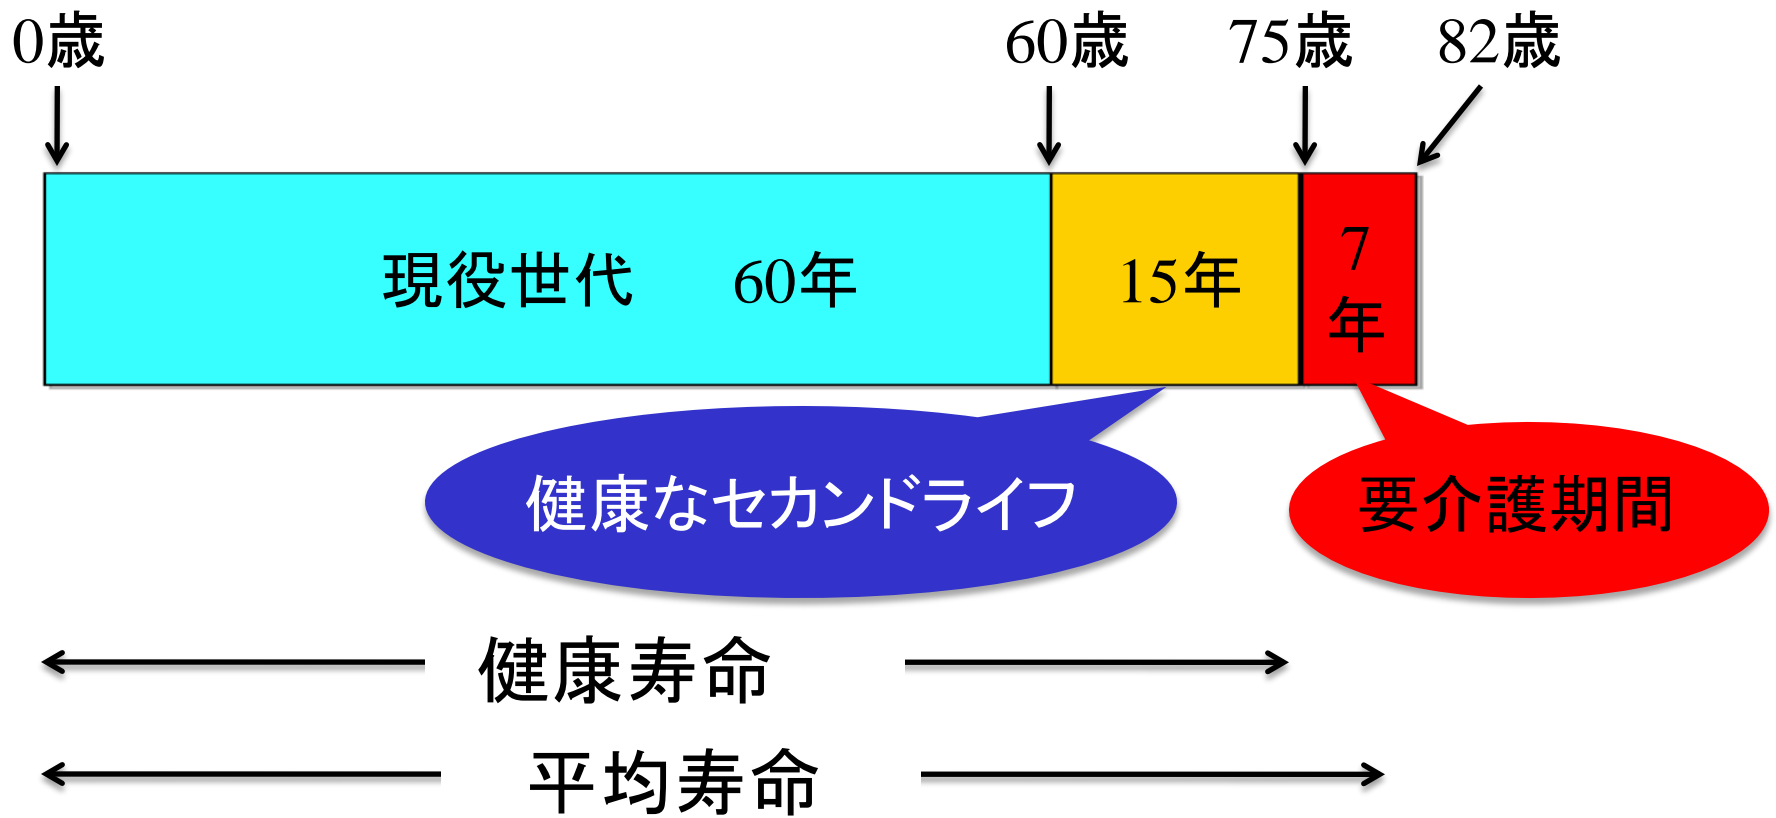 0歳
60歳
75歳
82歳
現役世代 60年
15年
7
年
健康なセカンドライフ
要介護期間
健康寿命
平均寿命